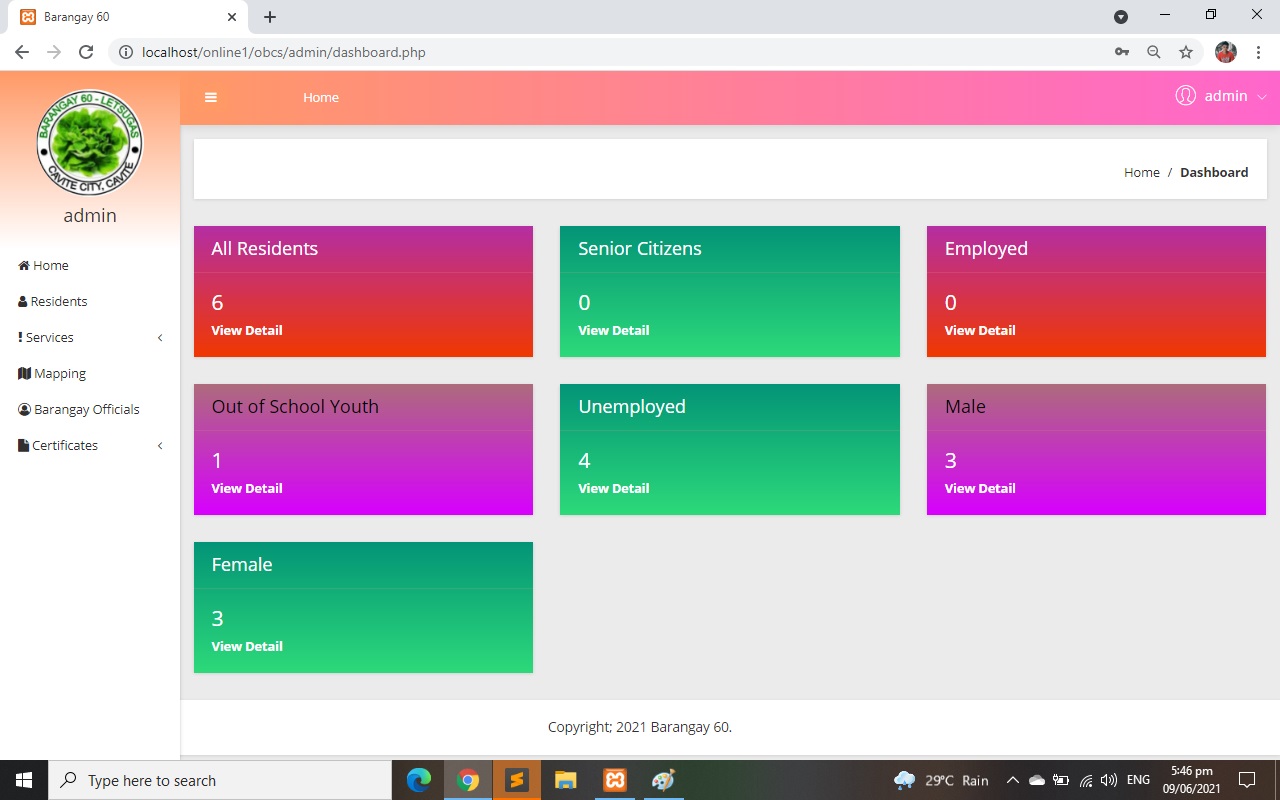 Barangay 60
localhost/online1/obcs/admin/dashboard.php
BARANGAY 60 - LETSUGAS
CAVITE CITY, CAVITE
admin
Home
Residents
Services
Mapping
Barangay Officials
Certificates
Home
admin
Home / Dashboard
All Residents
6
View Detail
Senior Citizens
0
View Detail
Employed
0
View Detail
Out of School Youth
1
View Detail
Unemployed
4
View Detail
Male
3
View Detail
Female
3
View Detail
Copyright; 2021 Barangay 60.
Type here to search
29°C Rain
ENG
5:46 pm
09/06/2021